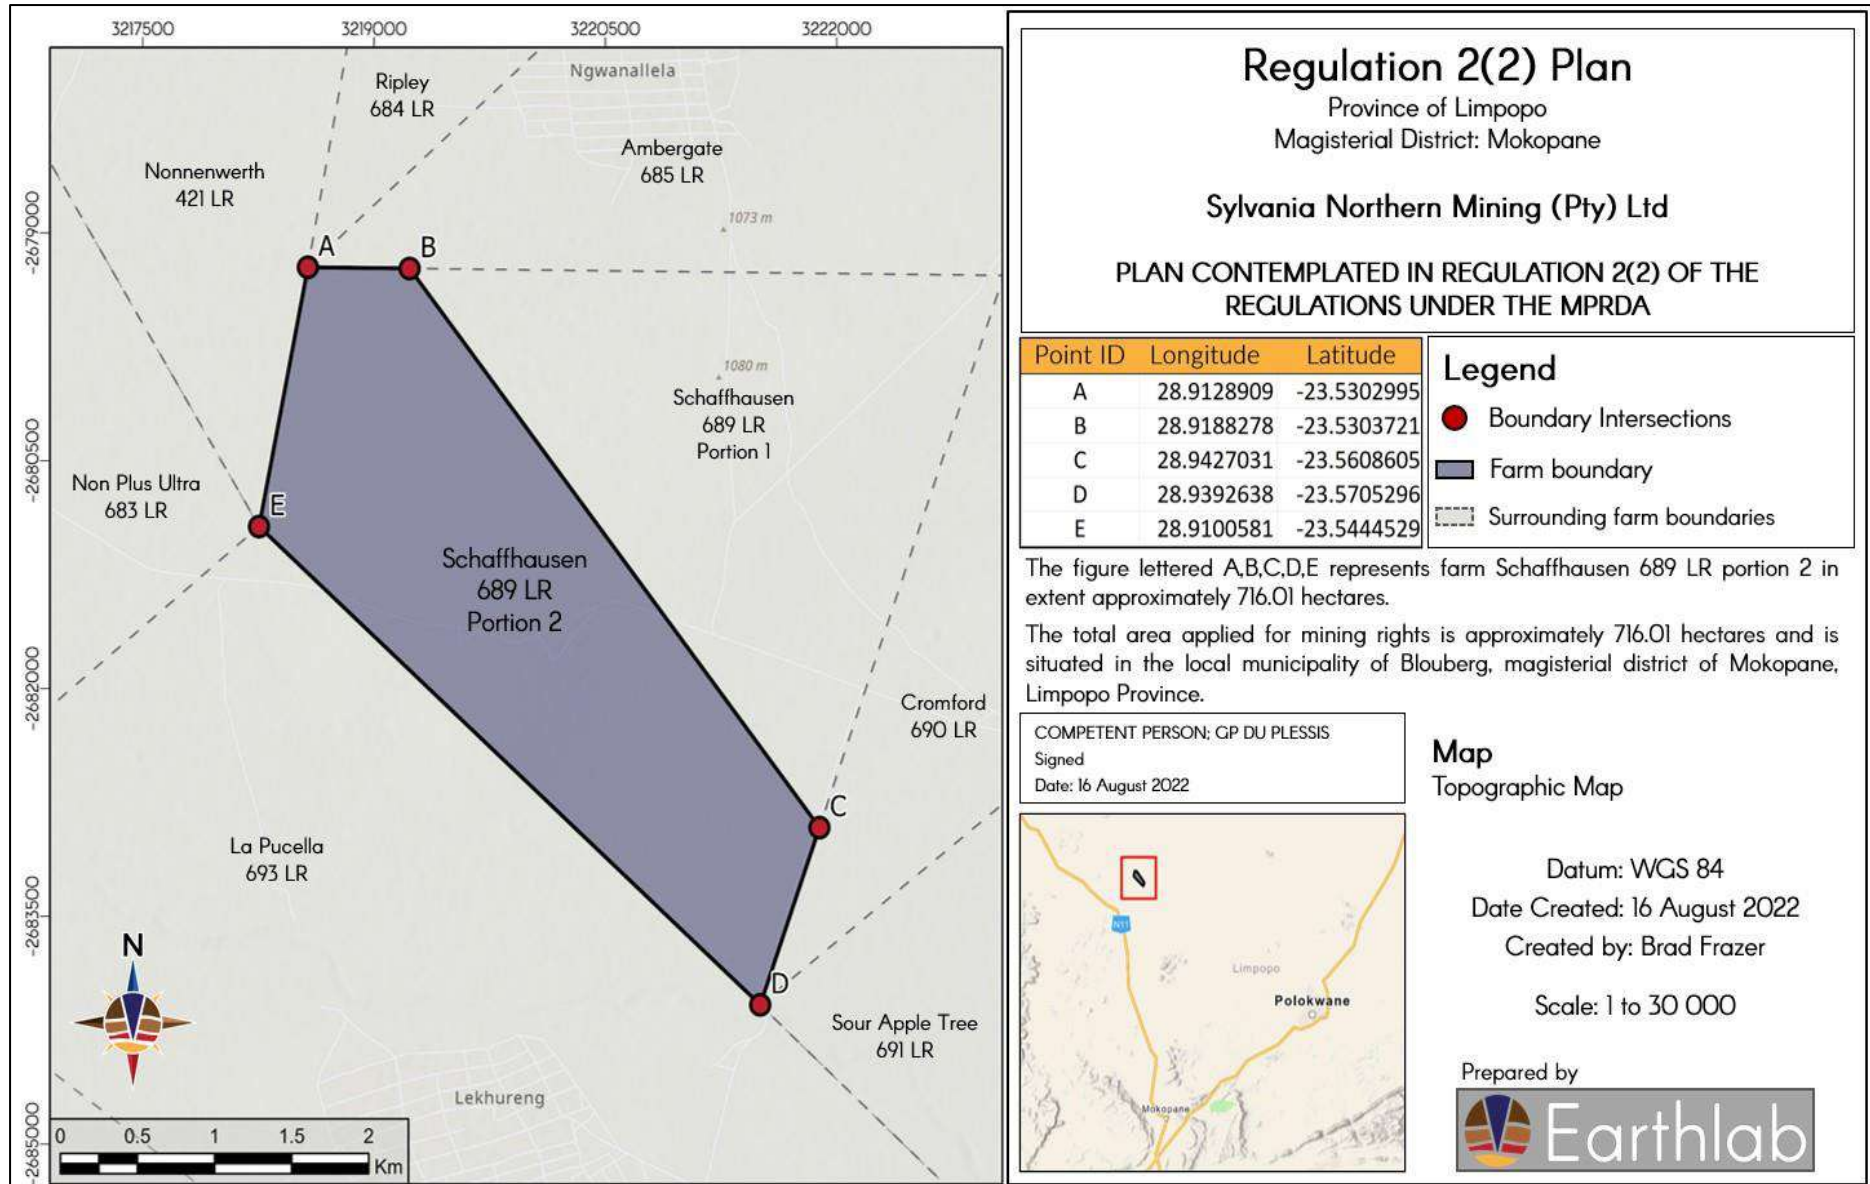 3217500 3219000 3220500 3222000
-2679000
-2680500
-2682000
-2683500
-2685000
Ngwanallela
Ripley
684 LR
Ambergate
685 LR
Nonnenwerth
421 LR
1073 m
A
B
1080 m
Schaffhausen
689 LR
Portion 1
Non Plus Ultra
683 LR
E
Schaffhausen
689 LR
Portion 2
Cromford
690 LR
C
La Pucella
693 LR
D
Sour Apple Tree
691 LR
N
Lekhureng
0 0.5 1 1.5 2
Km
Regulation 2(2) Plan
Province of Limpopo
Magisterial District: Mokopane
Sylvania Northern Mining (Pty) Ltd
PLAN CONTEMPLATED IN REGULATION 2(2) OF THE
REGULATIONS UNDER THE MPRDA
Point ID Longitude Latitude
A 28.9128909 -23.5302995
B 28.9188278 -23.5303721
C 28.9427031 -23.5608605
D 28.9392638 -23.5705296
E 28.9100581 -23.5444529
Legend
Boundary Intersections
Farm boundary
Surrounding farm boundaries
The figure lettered A,B,C,D,E represents farm Schaffhausen 689 LR portion 2 in
extent approximately 716.01 hectares.
The total area applied for mining rights is approximately 716.01 hectares and is
situated in the local municipality of Blouberg, magisterial district of Mokopane,
Limpopo Province.
COMPETENT PERSON; GP DU PLESSIS
Signed
Date: 16 August 2022
Map
Topographic Map
N11
Limpopo
Polokwane
Mokopane
Datum: WGS 84
Date Created: 16 August 2022
Created by: Brad Frazer
Scale: 1 to 30 000
Prepared by
Earthlab